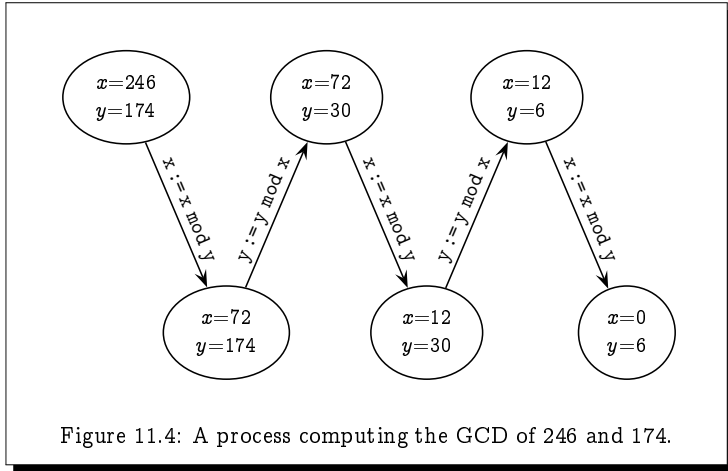 x=246
y=174
x=72
y=30
x=12
y=6
x := x mod y
y := y mod x
x := x mod y
y := y mod x
x := x mod y
x=72
y=174
x=12
y=30
x=0
y=6
Figure 11.4: A process computing the GCD of 246 and 174.